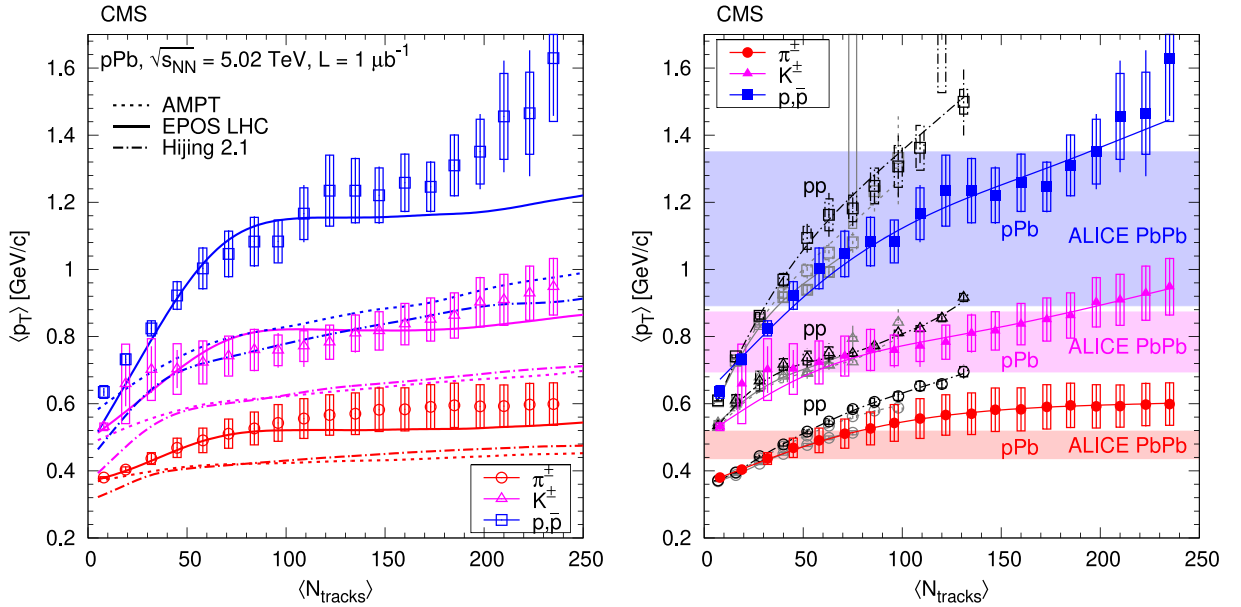 CMS
pPb, √sNN = 5.02 TeV, L = 1 μb⁻¹
AMPT
EPOS LHC
Hijing 2.1
π±
K±
p,p̄
⟨pT⟩ [GeV/c]
1.6
1.4
1.2
1
0.8
0.6
0.4
0.2
0 50 100 150 200 250
⟨Ntracks⟩
CMS
π±
K±
p,p̄
pp
pPb
ALICE PbPb
pp
pPb
ALICE PbPb
pp
pPb
ALICE PbPb
⟨pT⟩ [GeV/c]
1.6
1.4
1.2
1
0.8
0.6
0.4
0.2
0 50 100 150 200 250
⟨Ntracks⟩